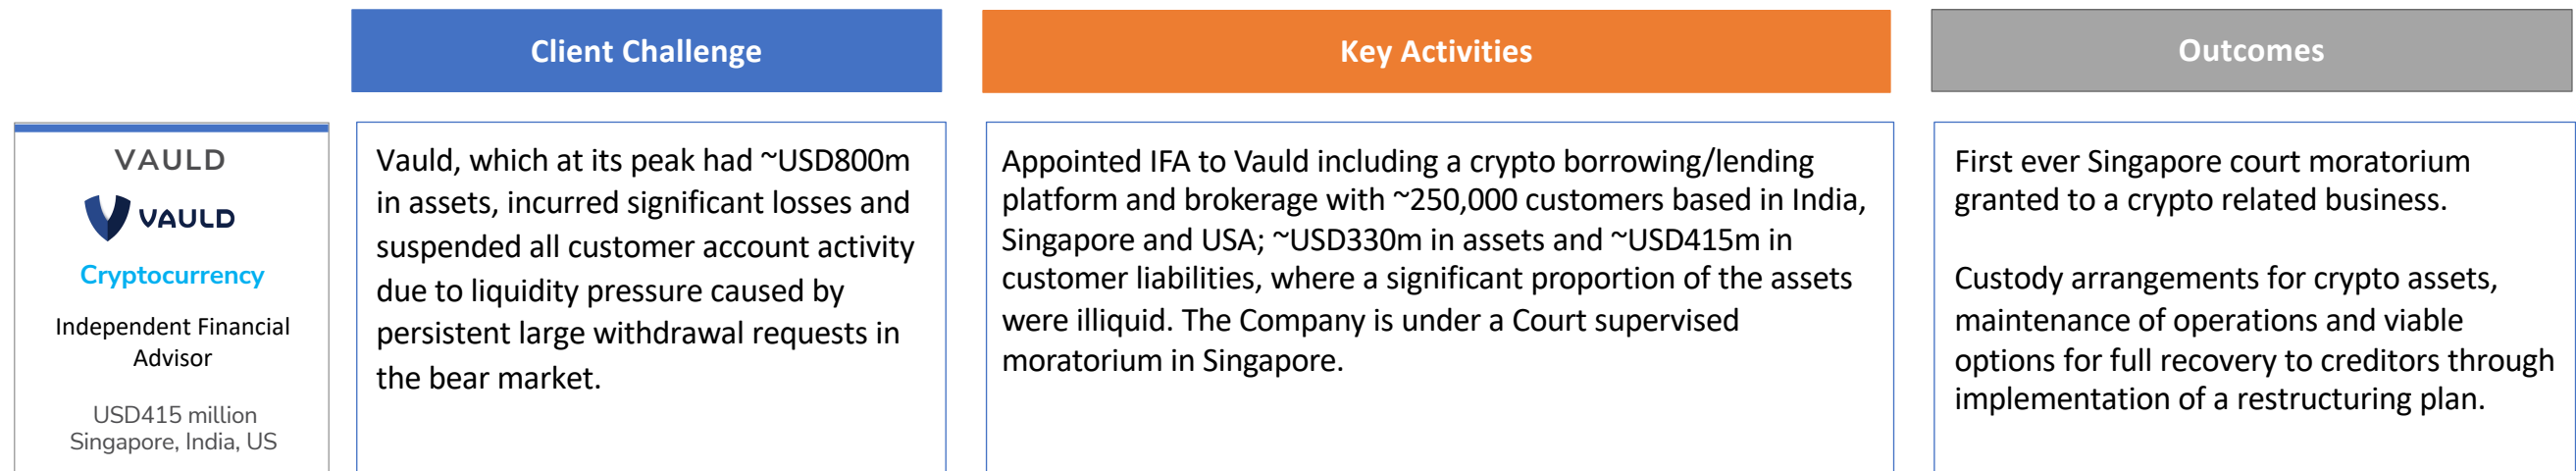 Client Challenge
Key Activities
Outcomes
VAULD
VAULD
Cryptocurrency
Independent Financial
Advisor
USD415 million
Singapore, India, US
Vauld, which at its peak had ~USD800m
in assets, incurred significant losses and
suspended all customer account activity
due to liquidity pressure caused by
persistent large withdrawal requests in
the bear market.
Appointed IFA to Vauld including a crypto borrowing/lending
platform and brokerage with ~250,000 customers based in India,
Singapore and USA; ~USD330m in assets and ~USD415m in
customer liabilities, where a significant proportion of the assets
were illiquid. The Company is under a Court supervised
moratorium in Singapore.
First ever Singapore court moratorium
granted to a crypto related business.
Custody arrangements for crypto assets,
maintenance of operations and viable
options for full recovery to creditors through
implementation of a restructuring plan.